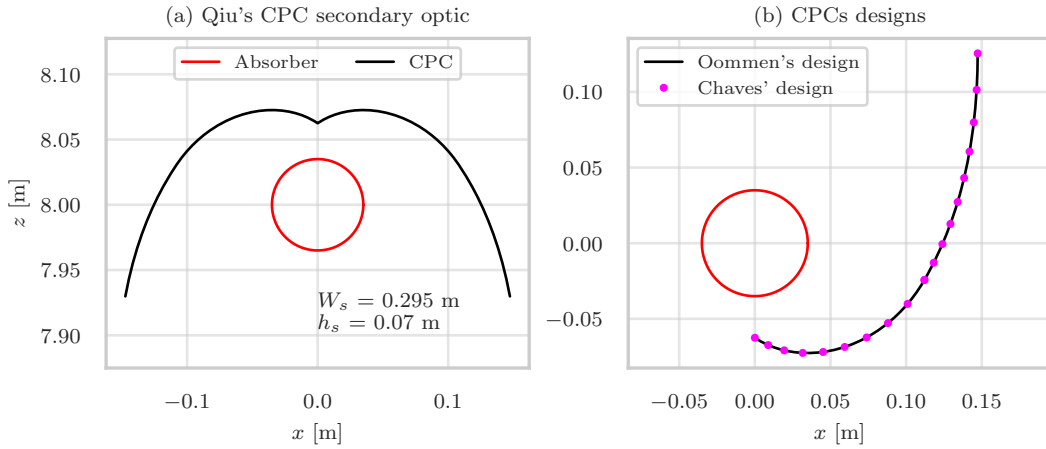 (a) Qiu's CPC secondary optic
Absorber
CPC
8.10
8.05
8.00
7.95
7.90
z [m]
W_s = 0.295 m
h_s = 0.07 m
−0.1
0.0
0.1
x [m]
(b) CPCs designs
Oommen's design
Chaves' design
0.10
0.05
0.00
−0.05
−0.05
0.00
0.05
0.10
0.15
x [m]